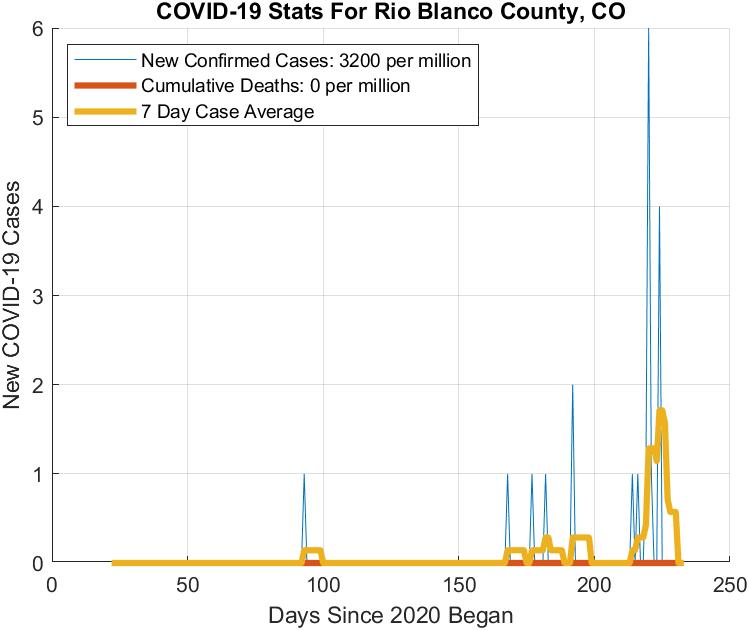 COVID-19 Stats For Rio Blanco County, CO
New Confirmed Cases: 3200 per million
Cumulative Deaths: 0 per million
7 Day Case Average
New COVID-19 Cases
6
5
4
3
2
1
0
0 50 100 150 200 250
Days Since 2020 Began